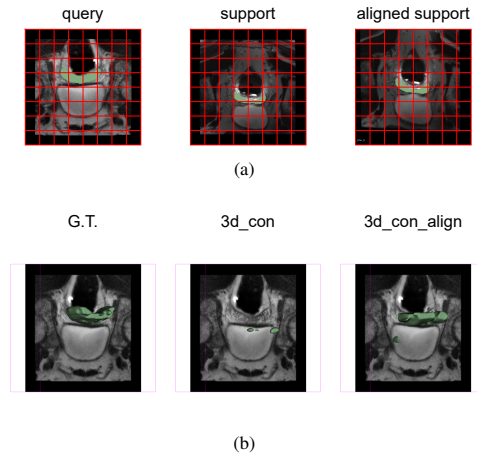 query support aligned support
(a)
G.T. 3d_con 3d_con_align
(b)